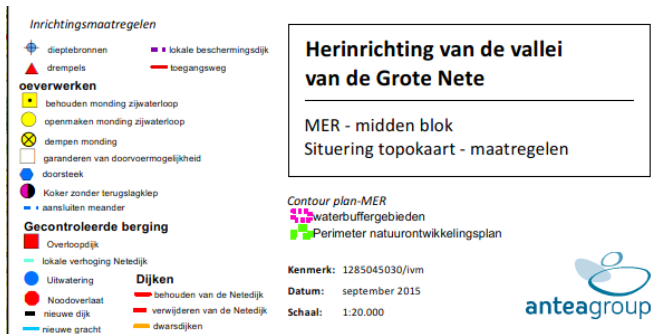 Inrichtingsmaatregelen
dieptebronnen
lokale beschermingsdijk
drempels
toegangsweg
oeverwerken
behouden monding zijwaterloop
openmaken monding zijwaterloop
dempen monding
garanderen van doorvoermogelijkheid
doorsteek
Koker zonder terugslagklep
aansluiten meander
Gecontroleerde berging
Overloopdijk
lokale verhoging Netedijk
Uitwatering
Noodoverlaat
nieuwe dijk
nieuwe gracht
Dijken
behouden van de Netedijk
verwijderen van de Netedijk
dwarsdijken
Herinrichting van de vallei
van de Grote Nete
MER - midden blok
Situering topokaart - maatregelen
Contour plan-MER
waterbuffergebieden
Perimeter natuurontwikkelingsplan
Kenmerk: 1285045030/ivm
Datum: september 2015
Schaal: 1:20.000
anteagroup